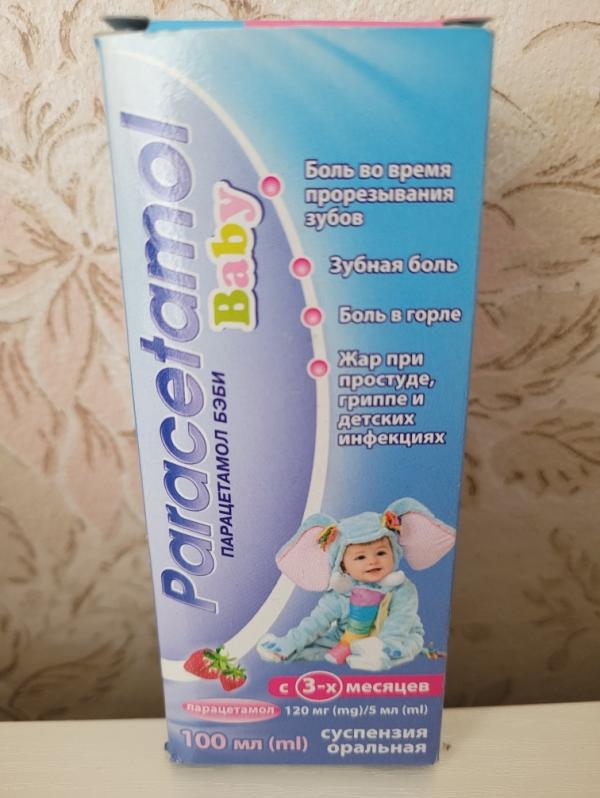 Paracetamol
Baby
ПАРАЦЕТАМОЛ БЭБИ
Боль во время
прорезывания
зубов
Зубная боль
Боль в горле
Жар при
простуде,
гриппе и
детских
инфекциях
с 3-х месяцев
парацетамол 120 мг (mg)/5 мл (ml)
100 мл (ml)
суспензия
оральная